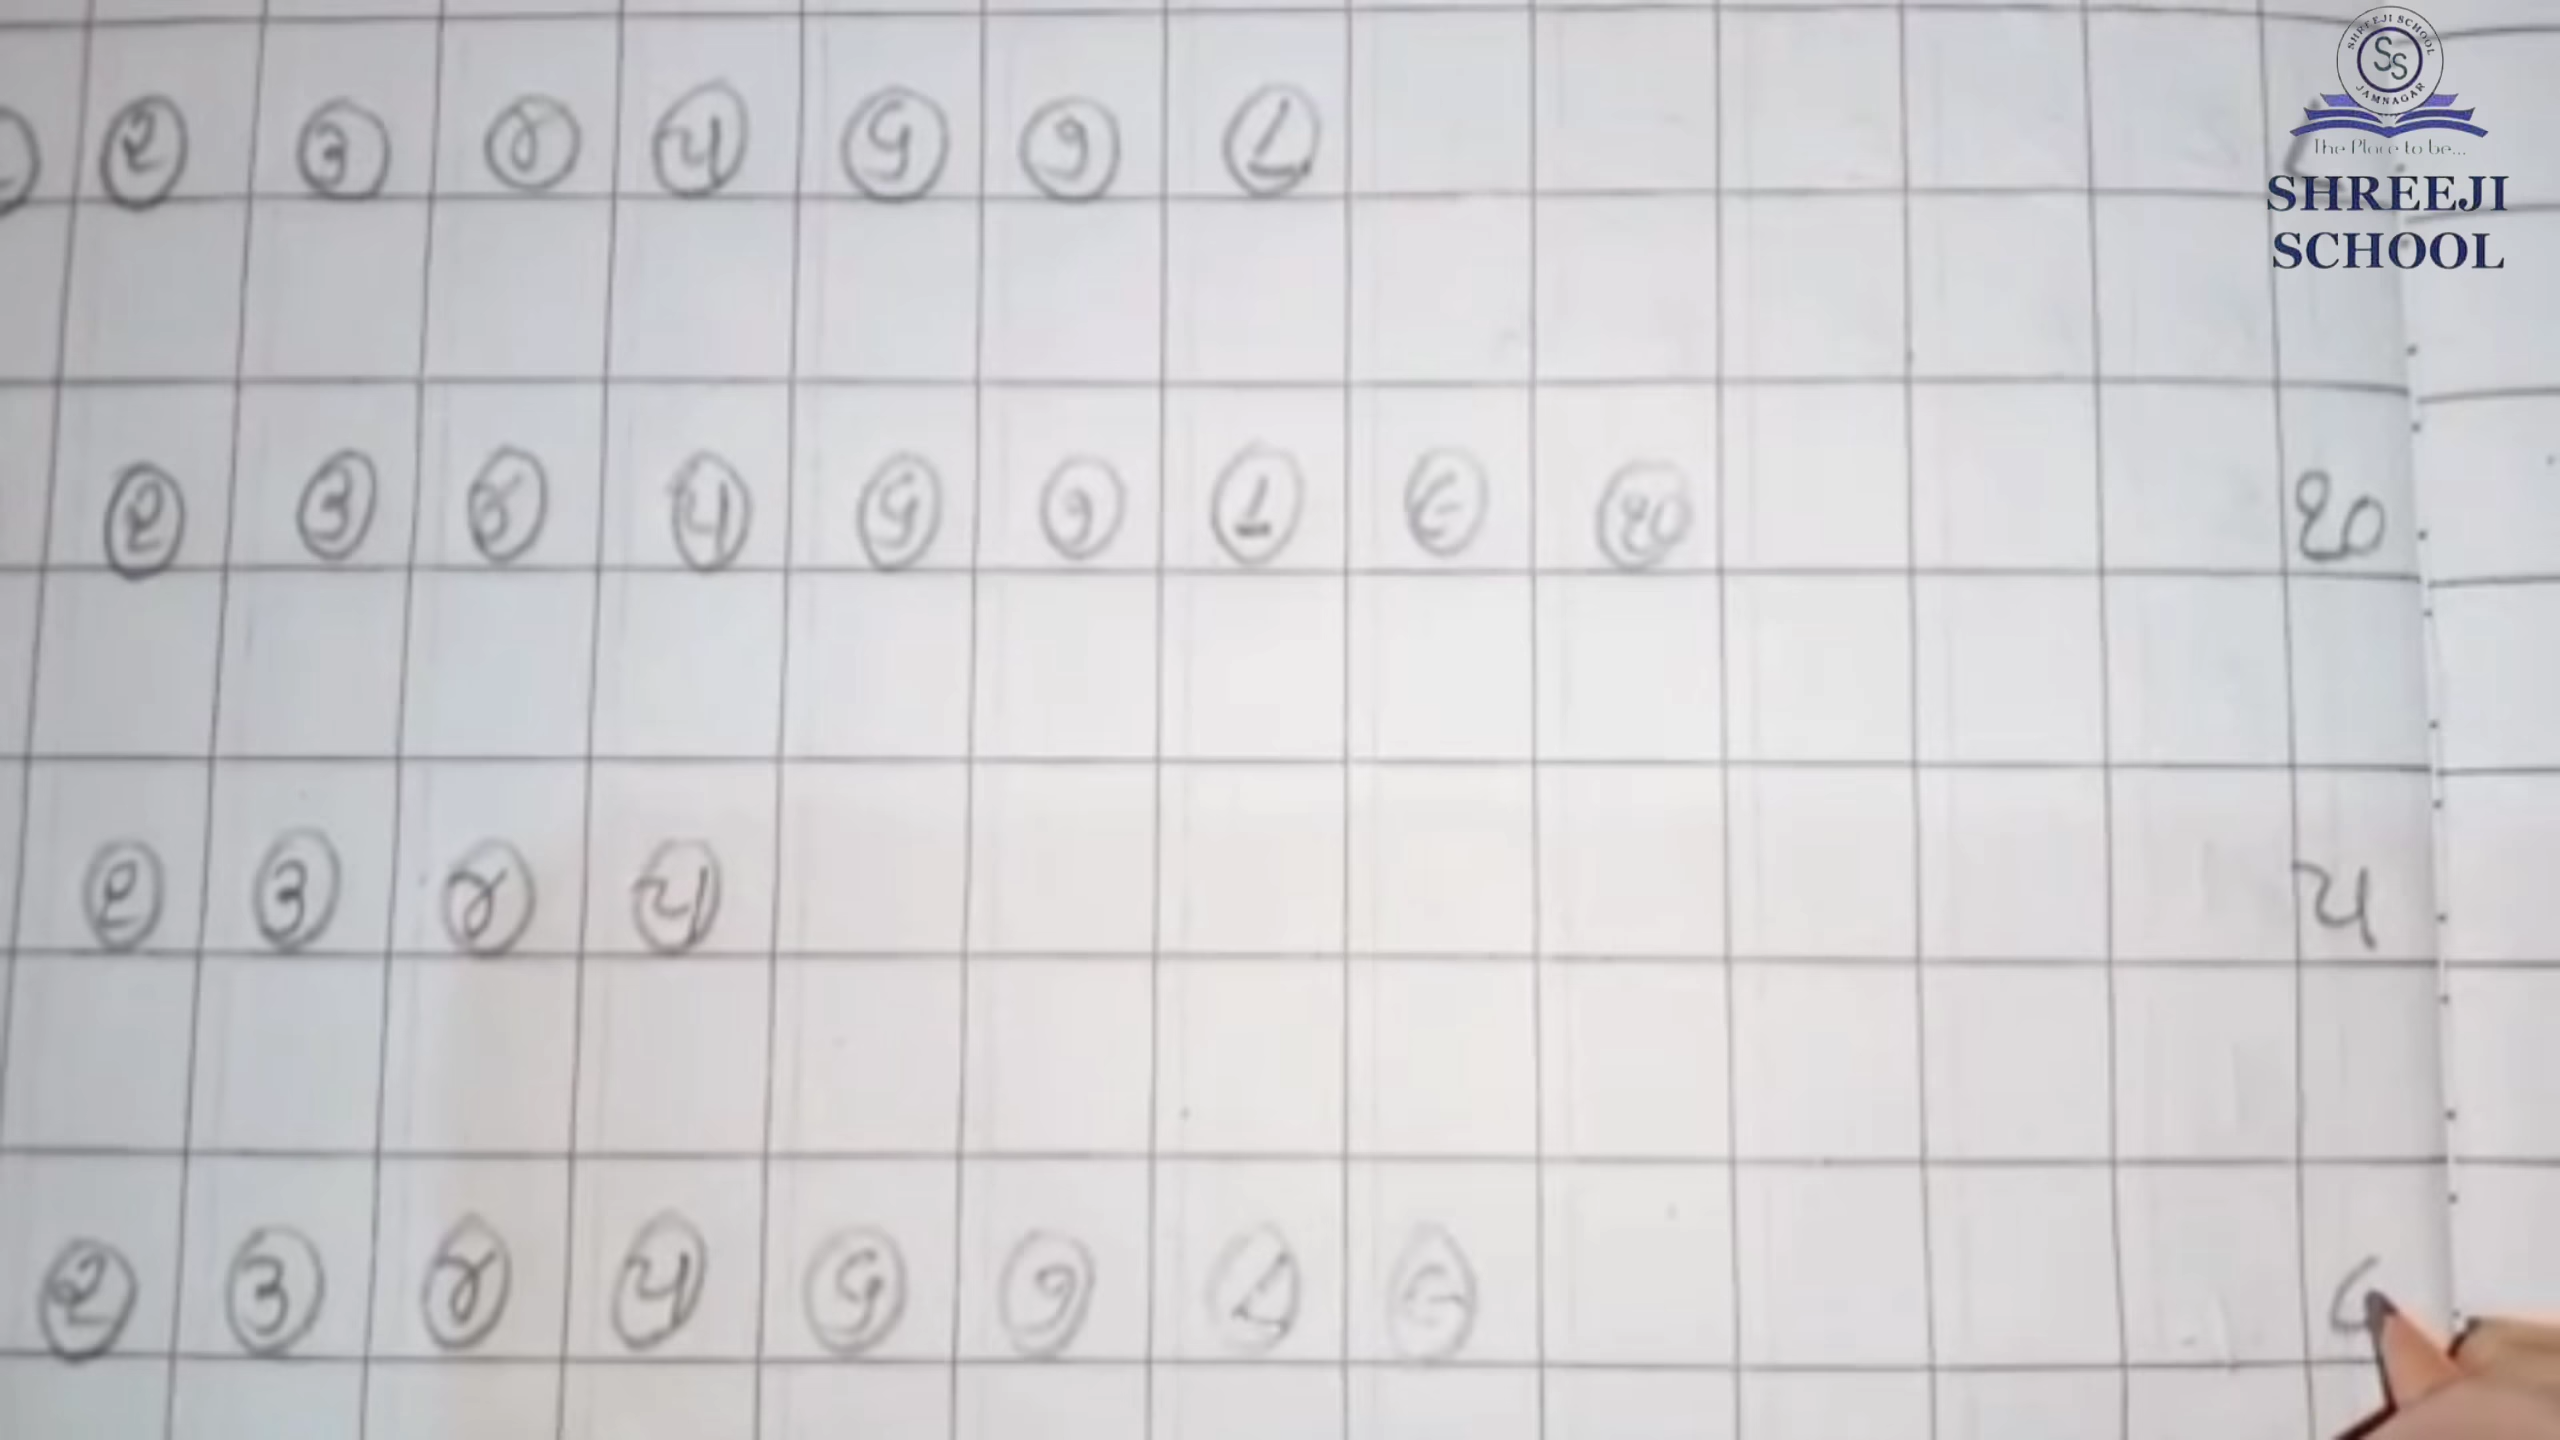 SHREEJI SCHOOL
JAMNAGAR
SS
The Place to be...
SHREEJI
SCHOOL
૨ ૩ ૪ ૫ ૬ ૭ ૮
૨ ૩ ૪ ૫ ૬ ૭ ૮ ૯ ૧૦ ૧૦
૨ ૩ ૪ ૫ ૫
૨ ૩ ૪ ૫ ૬ ૭ ૮ ૯